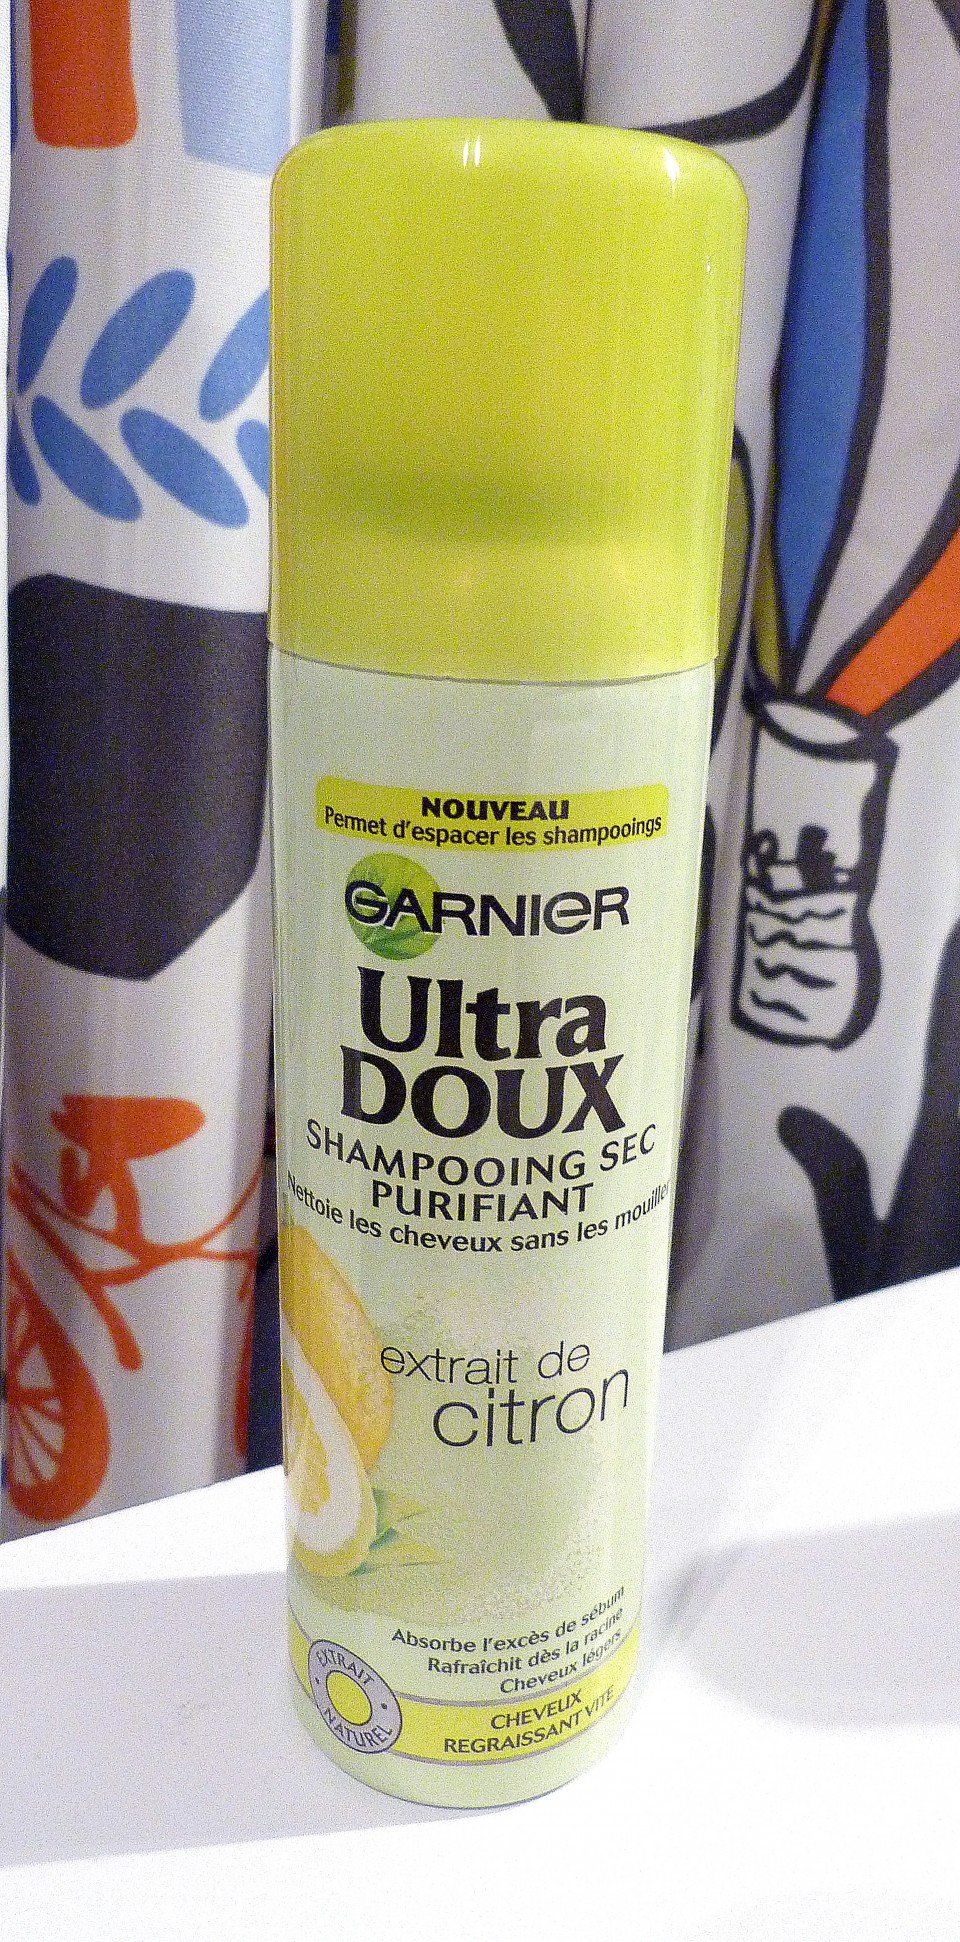 NOUVEAU
Permet d'espacer les shampooings
GARNIER
Ultra
DOUX
SHAMPOOING SEC
PURIFIANT
Nettoie les cheveux sans les mouiller
extrait de
citron
Absorbe l'excès de sébum
Rafraîchit dès la racine
Cheveux légers
EXTRAIT
NATUREL
CHEVEUX
REGRAISSANT VITE